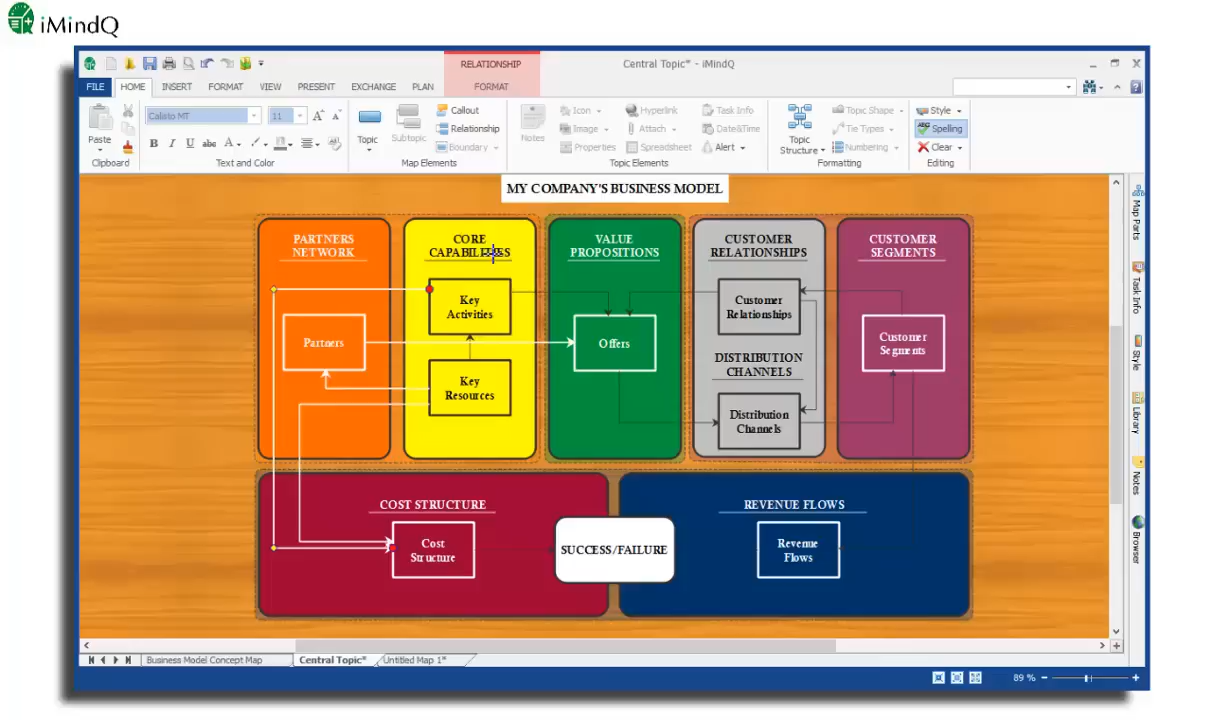 iMindQ
RELATIONSHIP
Central Topic* - iMindQ
FILE HOME INSERT FORMAT VIEW PRESENT EXCHANGE PLAN FORMAT
Calisto MT 11
Paste
Clipboard
B I U abc A
Text and Color
Topic
Subtopic
Callout
Relationship
Boundary
Map Elements
Notes
Icon
Image
Properties
Hyperlink
Attach
Spreadsheet
Task Info
Date&Time
Alert
Topic Elements
Topic
Structure
Topic Shape
Tie Types
Numbering
Formatting
Style
Spelling
Clear
Editing
MY COMPANY'S BUSINESS MODEL
PARTNERS
NETWORK
Partners
CORE
CAPABILITIES
Key
Activities
Key
Resources
VALUE
PROPOSITIONS
Offers
CUSTOMER
RELATIONSHIPS
Customer
Relationships
DISTRIBUTION
CHANNELS
Distribution
Channels
CUSTOMER
SEGMENTS
Customer
Segments
COST STRUCTURE
Cost
Structure
SUCCESS/FAILURE
REVENUE FLOWS
Revenue
Flows
Map Parts
Task Info
Style
Library
Notes
Browser
Business Model Concept Map Central Topic* Untitled Map 1*
89 %